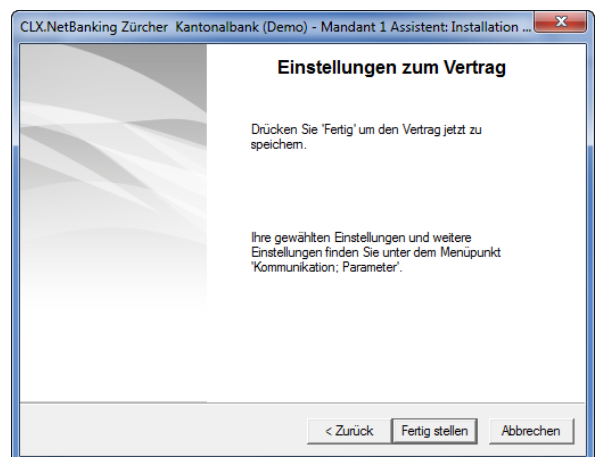 CLX.NetBanking Zürcher Kantonalbank (Demo) - Mandant 1 Assistent: Installation ...
Einstellungen zum Vertrag
Drücken Sie 'Fertig' um den Vertrag jetzt zu
speichern.
Ihre gewählten Einstellungen und weitere
Einstellungen finden Sie unter dem Menüpunkt
'Kommunikation; Parameter'.
< Zurück Fertig stellen Abbrechen